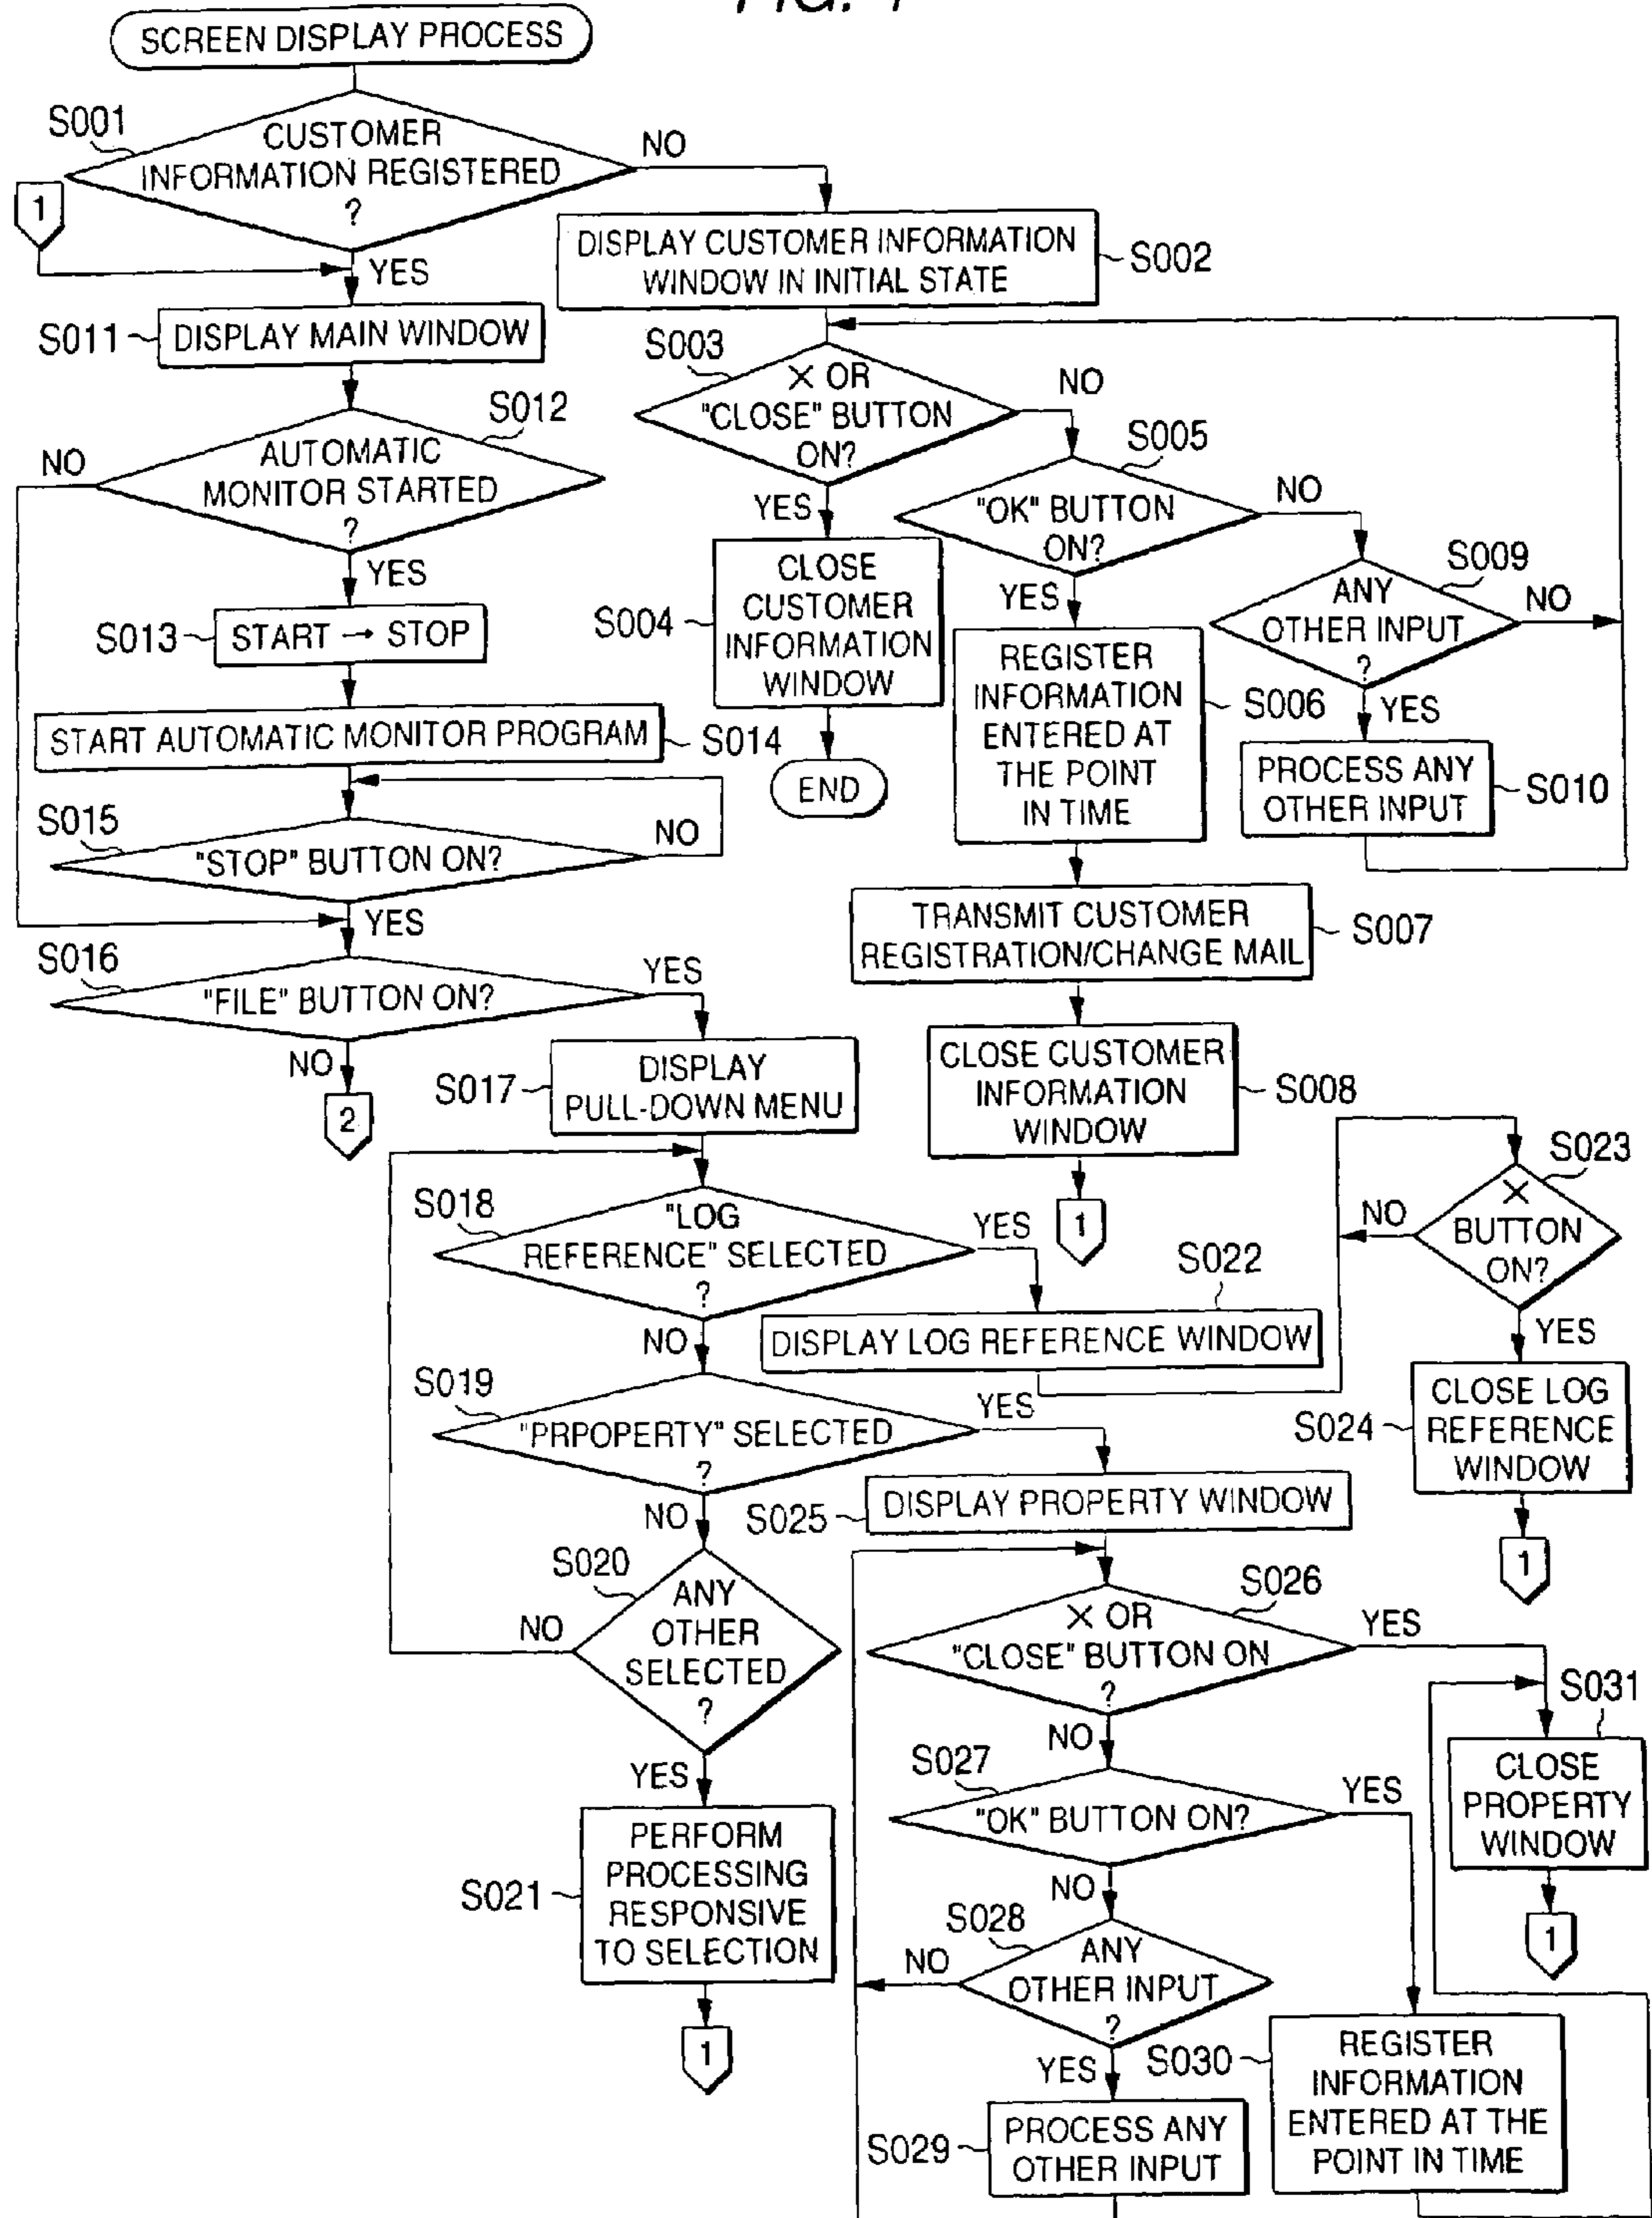 SCREEN DISPLAY PROCESS
S001
CUSTOMER
INFORMATION REGISTERED
?
NO
1
YES
DISPLAY CUSTOMER INFORMATION
WINDOW IN INITIAL STATE
S002
S011
DISPLAY MAIN WINDOW
S003
× OR
"CLOSE" BUTTON
ON?
NO
S012
AUTOMATIC
MONITOR STARTED
?
NO
YES
S005
"OK" BUTTON
ON?
NO
YES
CLOSE
CUSTOMER
INFORMATION
WINDOW
S004
END
S009
ANY
OTHER INPUT
?
NO
YES
YES
S013
START → STOP
REGISTER
INFORMATION
ENTERED AT
THE POINT
IN TIME
S006
PROCESS ANY
OTHER INPUT
S010
START AUTOMATIC MONITOR PROGRAM
S014
S015
"STOP" BUTTON ON?
NO
YES
TRANSMIT CUSTOMER
REGISTRATION/CHANGE MAIL
S007
S016
"FILE" BUTTON ON?
YES
NO
2
S017
DISPLAY
PULL-DOWN MENU
CLOSE CUSTOMER
INFORMATION
WINDOW
S008
1
S018
"LOG
REFERENCE" SELECTED
?
YES
NO
S022
DISPLAY LOG REFERENCE WINDOW
S023
×
BUTTON
ON?
NO
YES
S024
CLOSE LOG
REFERENCE
WINDOW
1
S019
"PRPOPERTY" SELECTED
?
YES
NO
S025
DISPLAY PROPERTY WINDOW
S020
ANY
OTHER
SELECTED
?
NO
YES
S021
PERFORM
PROCESSING
RESPONSIVE
TO SELECTION
1
S026
× OR
"CLOSE" BUTTON ON
?
YES
NO
S031
CLOSE
PROPERTY
WINDOW
1
S027
"OK" BUTTON ON?
YES
NO
S028
ANY
OTHER INPUT
?
NO
YES
S029
PROCESS ANY
OTHER INPUT
S030
REGISTER
INFORMATION
ENTERED AT THE
POINT IN TIME